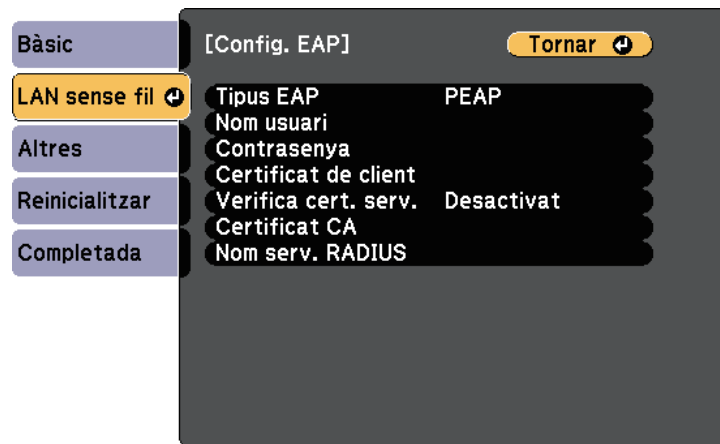 Bàsic
LAN sense fil
Altres
Reinicialitzar
Completada
[Config. EAP]
Tornar
Tipus EAP PEAP
Nom usuari
Contrasenya
Certificat de client
Verifica cert. serv. Desactivat
Certificat CA
Nom serv. RADIUS